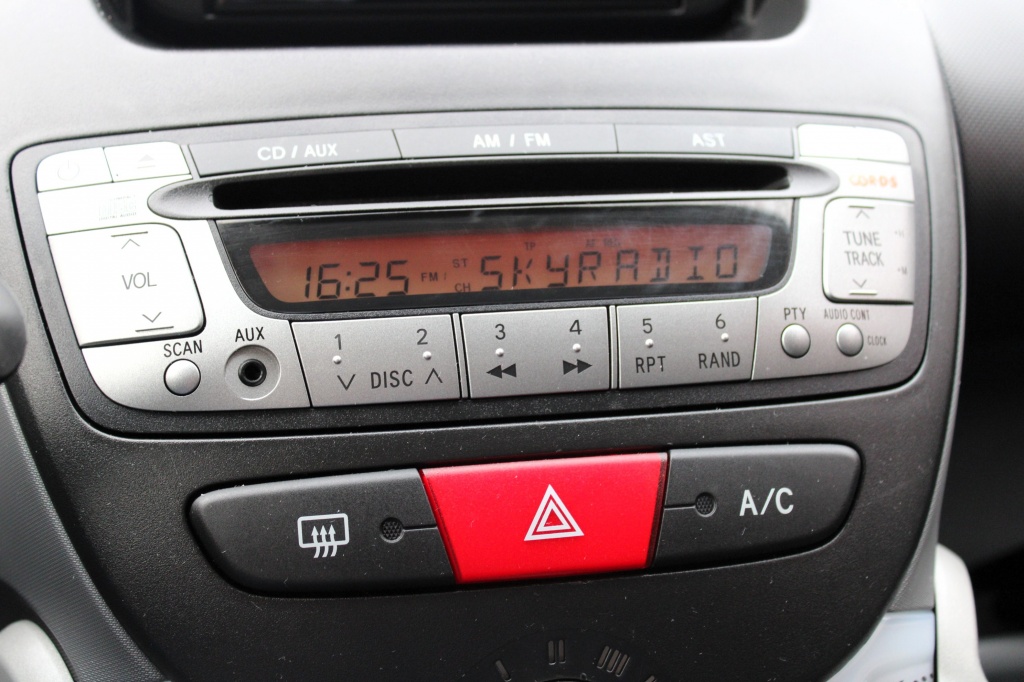 CD / AUX
AM / FM
AST
CORDS
VOL
TUNE
TRACK
TP
16:25
FM I
ST
CH
SKYRADIO
SCAN
AUX
1
2
DISC
3
4
5
RPT
6
RAND
PTY
AUDIO CONT
CLOCK
A/C